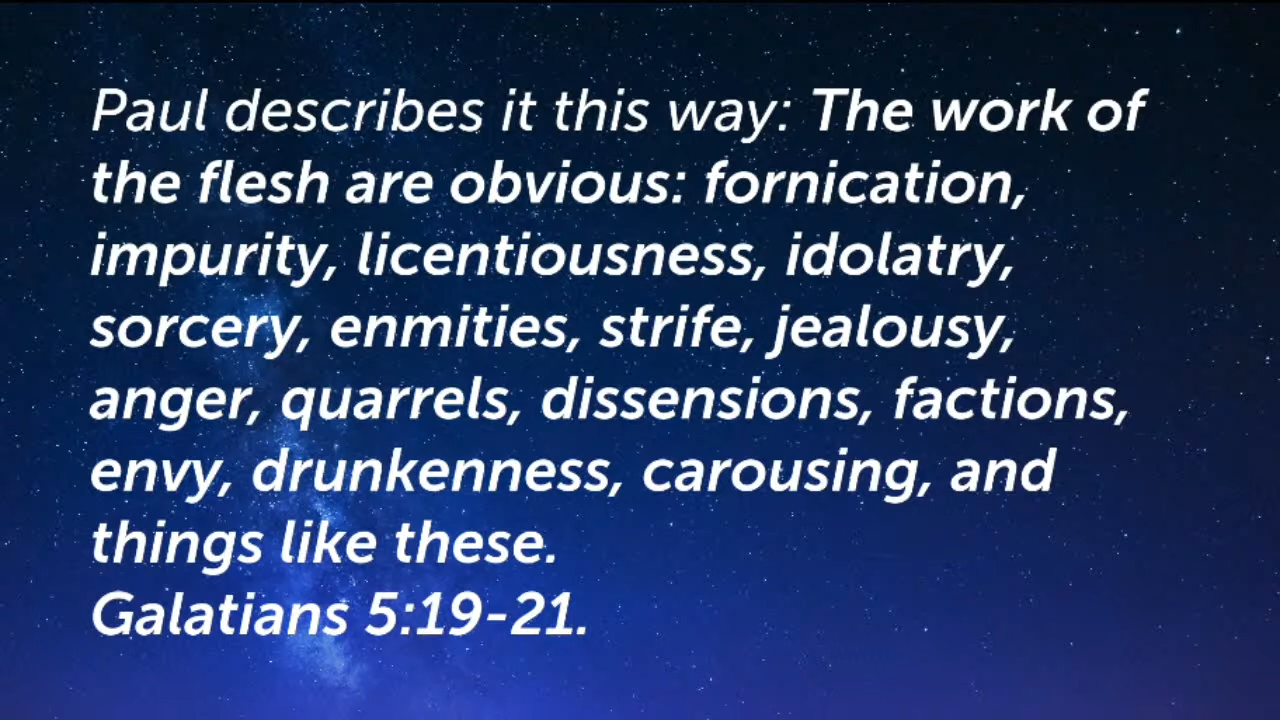 Paul describes it this way: The work of
the flesh are obvious: fornication,
impurity, licentiousness, idolatry,
sorcery, enmities, strife, jealousy,
anger, quarrels, dissensions, factions,
envy, drunkenness, carousing, and
things like these.
Galatians 5:19-21.